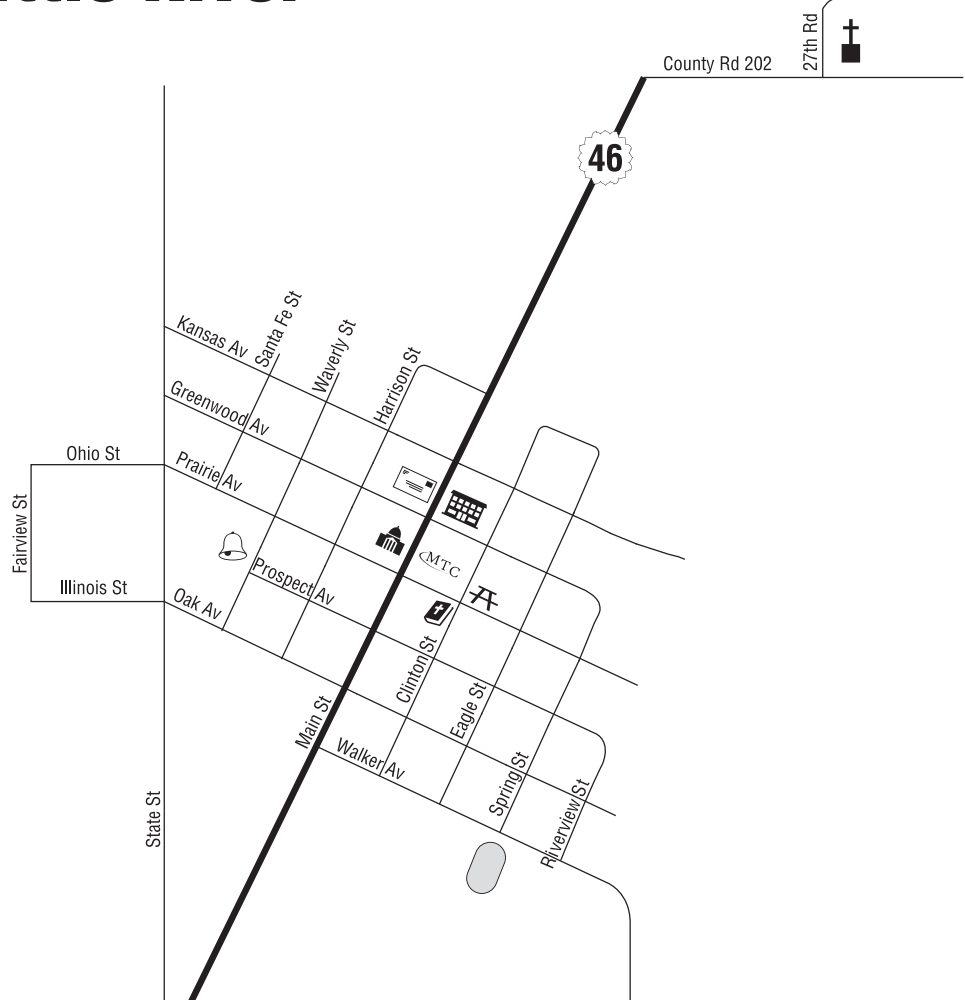 River
27th Rd
County Rd 202
46
Kansas Av
Santa Fe St
Waverly St
Harrison St
Greenwood Av
Ohio St
Prairie Av
Fairview St
MTC
Illinois St
Prospect Av
Oak Av
Clinton St
Eagle St
Main St
Walker Av
Spring St
Riverview St
State St